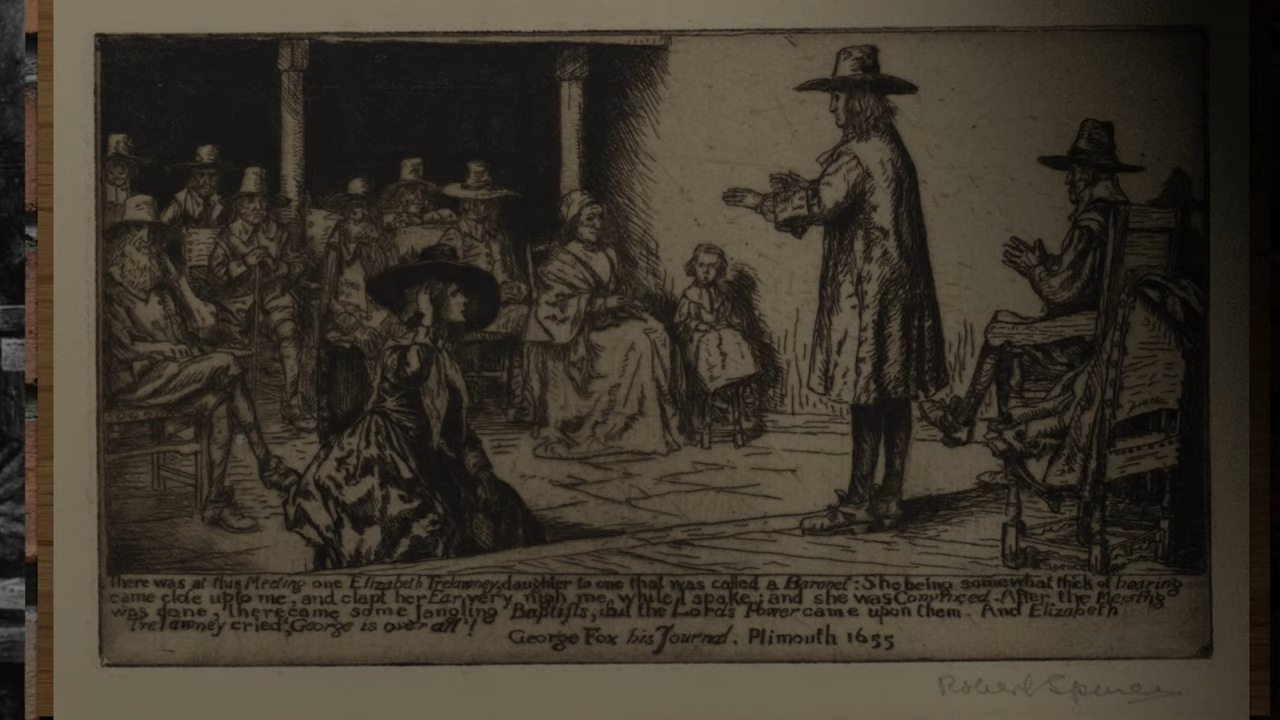 There was at this Meeting one Elizabeth Trelawney, daughter to one that was called a Baronet: She being somewhat thick of hearing
came close up to me, and clapt her Ear very nigh me, while I spake; and she was Convinced. After the Meeting
was done, there came some Jangling Baptists, but the Lords Power came upon them. And Elizabeth
Trelawney cried, George is over all!
George Fox his Journal. Plimouth 1655
Robert Spence